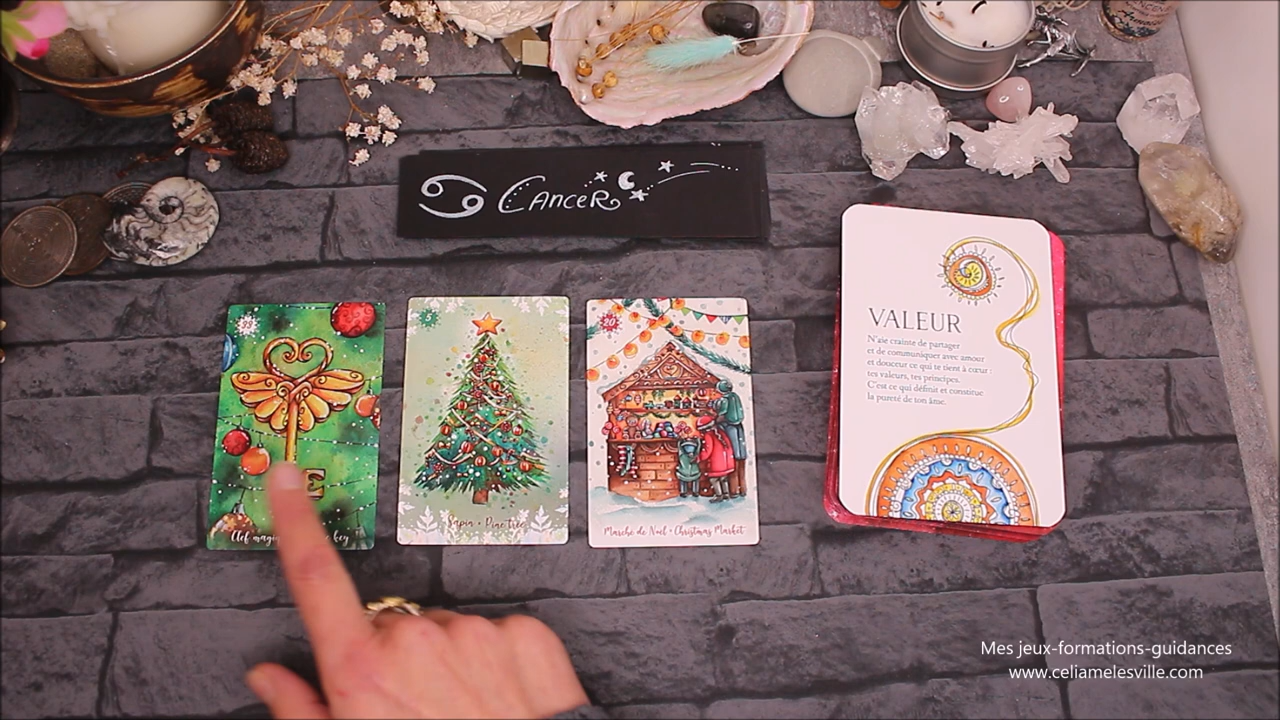 Cancer
VALEUR
N'aie crainte de partager
et de communiquer avec amour
et douceur ce qui te tient à cœur :
tes valeurs, tes principes.
C'est ce qui définit et constitue
la pureté de ton âme.
20
Clef key
Sapin • Pine tree
Marché de Noël • Christmas Market
Mes jeux-formations-guidances
www.celiamelesville.com